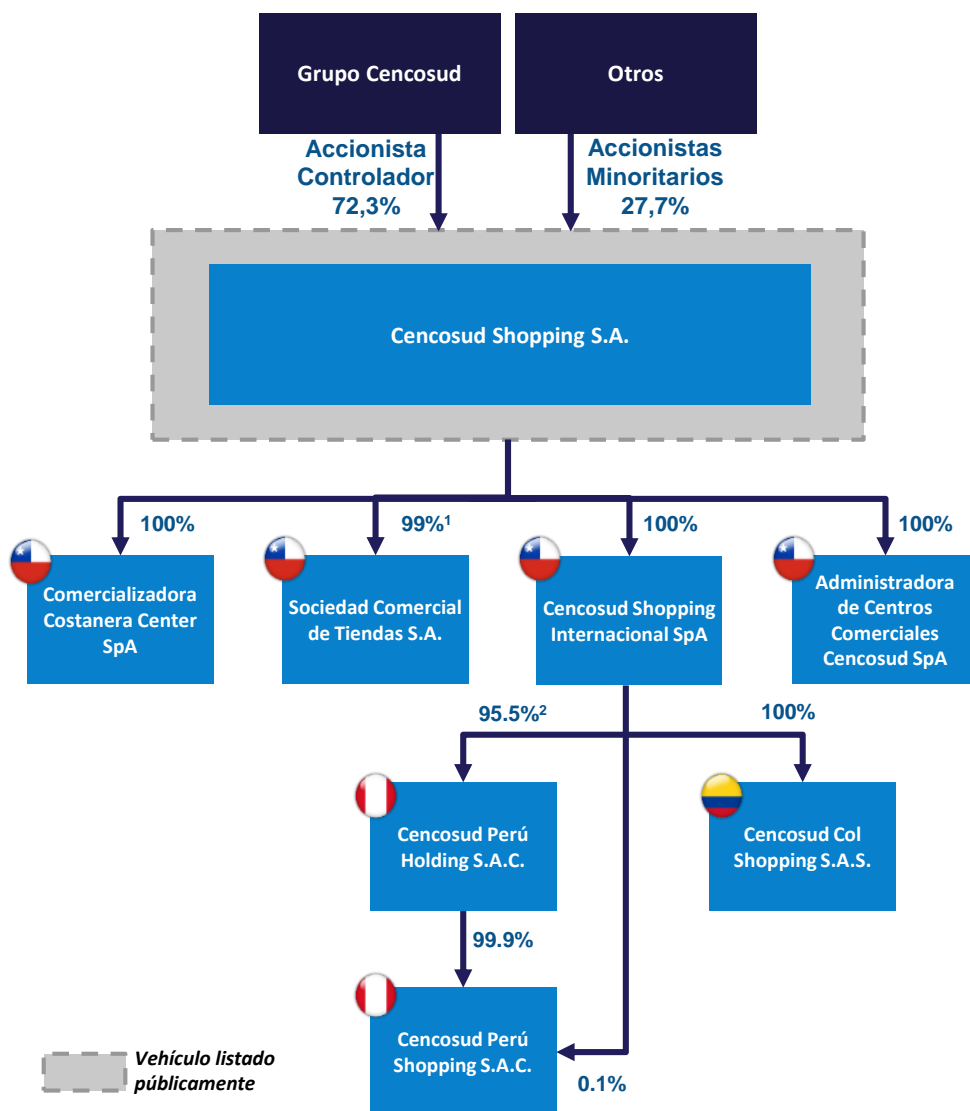 Grupo Cencosud
Otros
Accionista
Controlador
72,3%
Accionistas
Minoritarios
27,7%
Cencosud Shopping S.A.
100%
99%¹
100%
100%
Comercializadora
Costanera Center
SpA
Sociedad Comercial
de Tiendas S.A.
Cencosud Shopping
Internacional SpA
Administradora
de Centros
Comerciales
Cencosud SpA
95.5%²
100%
Cencosud Perú
Holding S.A.C.
Cencosud Col
Shopping S.A.S.
99.9%
Cencosud Perú
Shopping S.A.C.
0.1%
Vehículo listado
públicamente